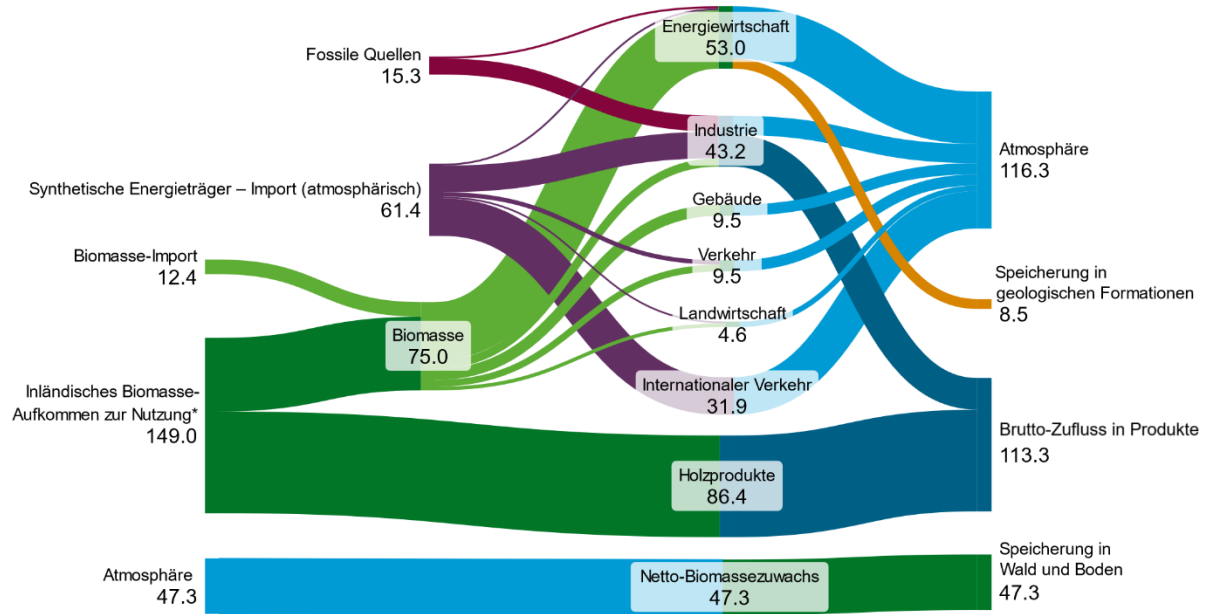 Fossile Quellen
15.3
Synthetische Energieträger – Import (atmosphärisch)
61.4
Biomasse-Import
12.4
Inländisches Biomasse-
Aufkommen zur Nutzung*
149.0
Atmosphäre
47.3
Biomasse
75.0
Energiewirtschaft
53.0
Industrie
43.2
Gebäude
9.5
Verkehr
9.5
Landwirtschaft
4.6
Internationaler Verkehr
31.9
Holzprodukte
86.4
Netto-Biomassezuwachs
47.3
Atmosphäre
116.3
Speicherung in
geologischen Formationen
8.5
Brutto-Zufluss in Produkte
113.3
Speicherung in
Wald und Boden
47.3